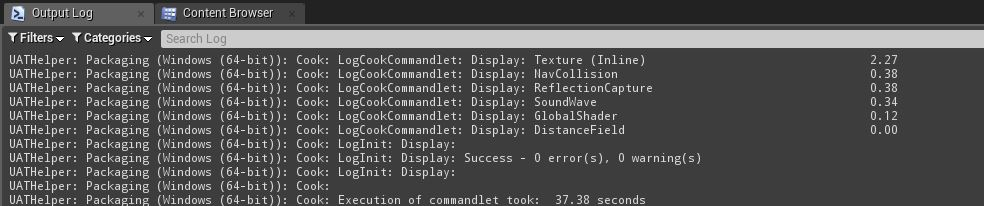 Output Log
Content Browser
Filters
Categories
Search Log
UATHelper: Packaging (Windows (64-bit)): Cook: LogCookCommandlet: Display: Texture (Inline) 2.27
UATHelper: Packaging (Windows (64-bit)): Cook: LogCookCommandlet: Display: NavCollision 0.38
UATHelper: Packaging (Windows (64-bit)): Cook: LogCookCommandlet: Display: ReflectionCapture 0.38
UATHelper: Packaging (Windows (64-bit)): Cook: LogCookCommandlet: Display: SoundWave 0.34
UATHelper: Packaging (Windows (64-bit)): Cook: LogCookCommandlet: Display: GlobalShader 0.12
UATHelper: Packaging (Windows (64-bit)): Cook: LogCookCommandlet: Display: DistanceField 0.00
UATHelper: Packaging (Windows (64-bit)): Cook: LogInit: Display:
UATHelper: Packaging (Windows (64-bit)): Cook: LogInit: Display: Success - 0 error(s), 0 warning(s)
UATHelper: Packaging (Windows (64-bit)): Cook: LogInit: Display:
UATHelper: Packaging (Windows (64-bit)): Cook:
UATHelper: Packaging (Windows (64-bit)): Cook: Execution of commandlet took: 37.38 seconds